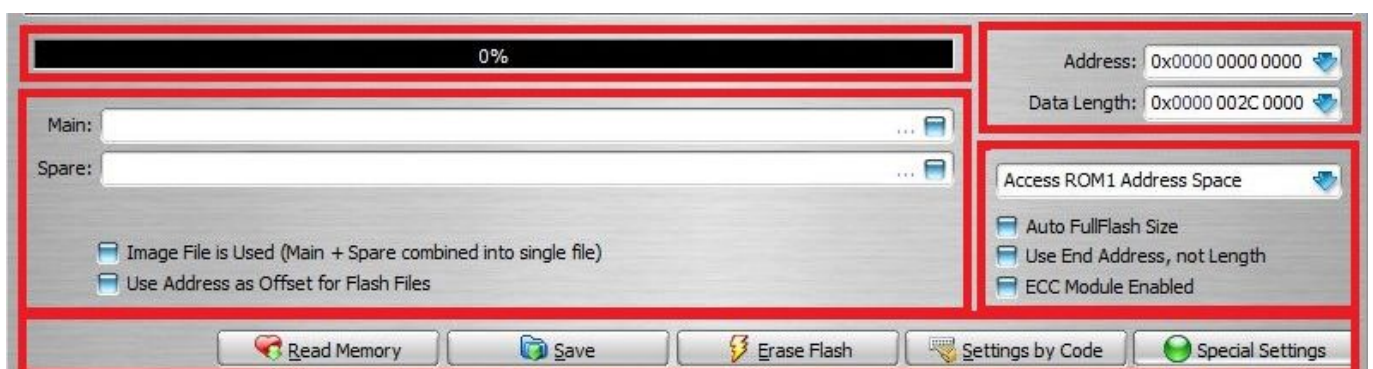 0%
Address: 0x0000 0000 0000
Data Length: 0x0000 002C 0000
Main: ...
Spare: ...
Access ROM1 Address Space
Auto FullFlash Size
Image File is Used (Main + Spare combined into single file)
Use End Address, not Length
Use Address as Offset for Flash Files
ECC Module Enabled
Read Memory
Save
Erase Flash
Settings by Code
Special Settings